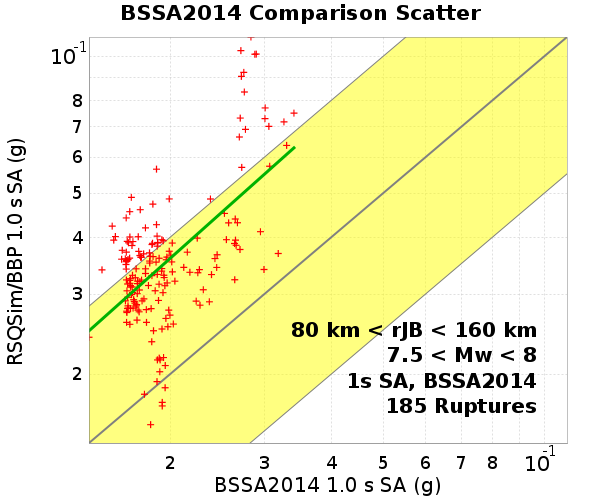 BSSA2014 Comparison Scatter
RSQSim/BBP 1.0 s SA (g)
10-1
8
7
6
5
4
3
2
80 km < rJB < 160 km
7.5 < Mw < 8
1s SA, BSSA2014
185 Ruptures
2 3 4 5 6 7 8 10-1
BSSA2014 1.0 s SA (g)